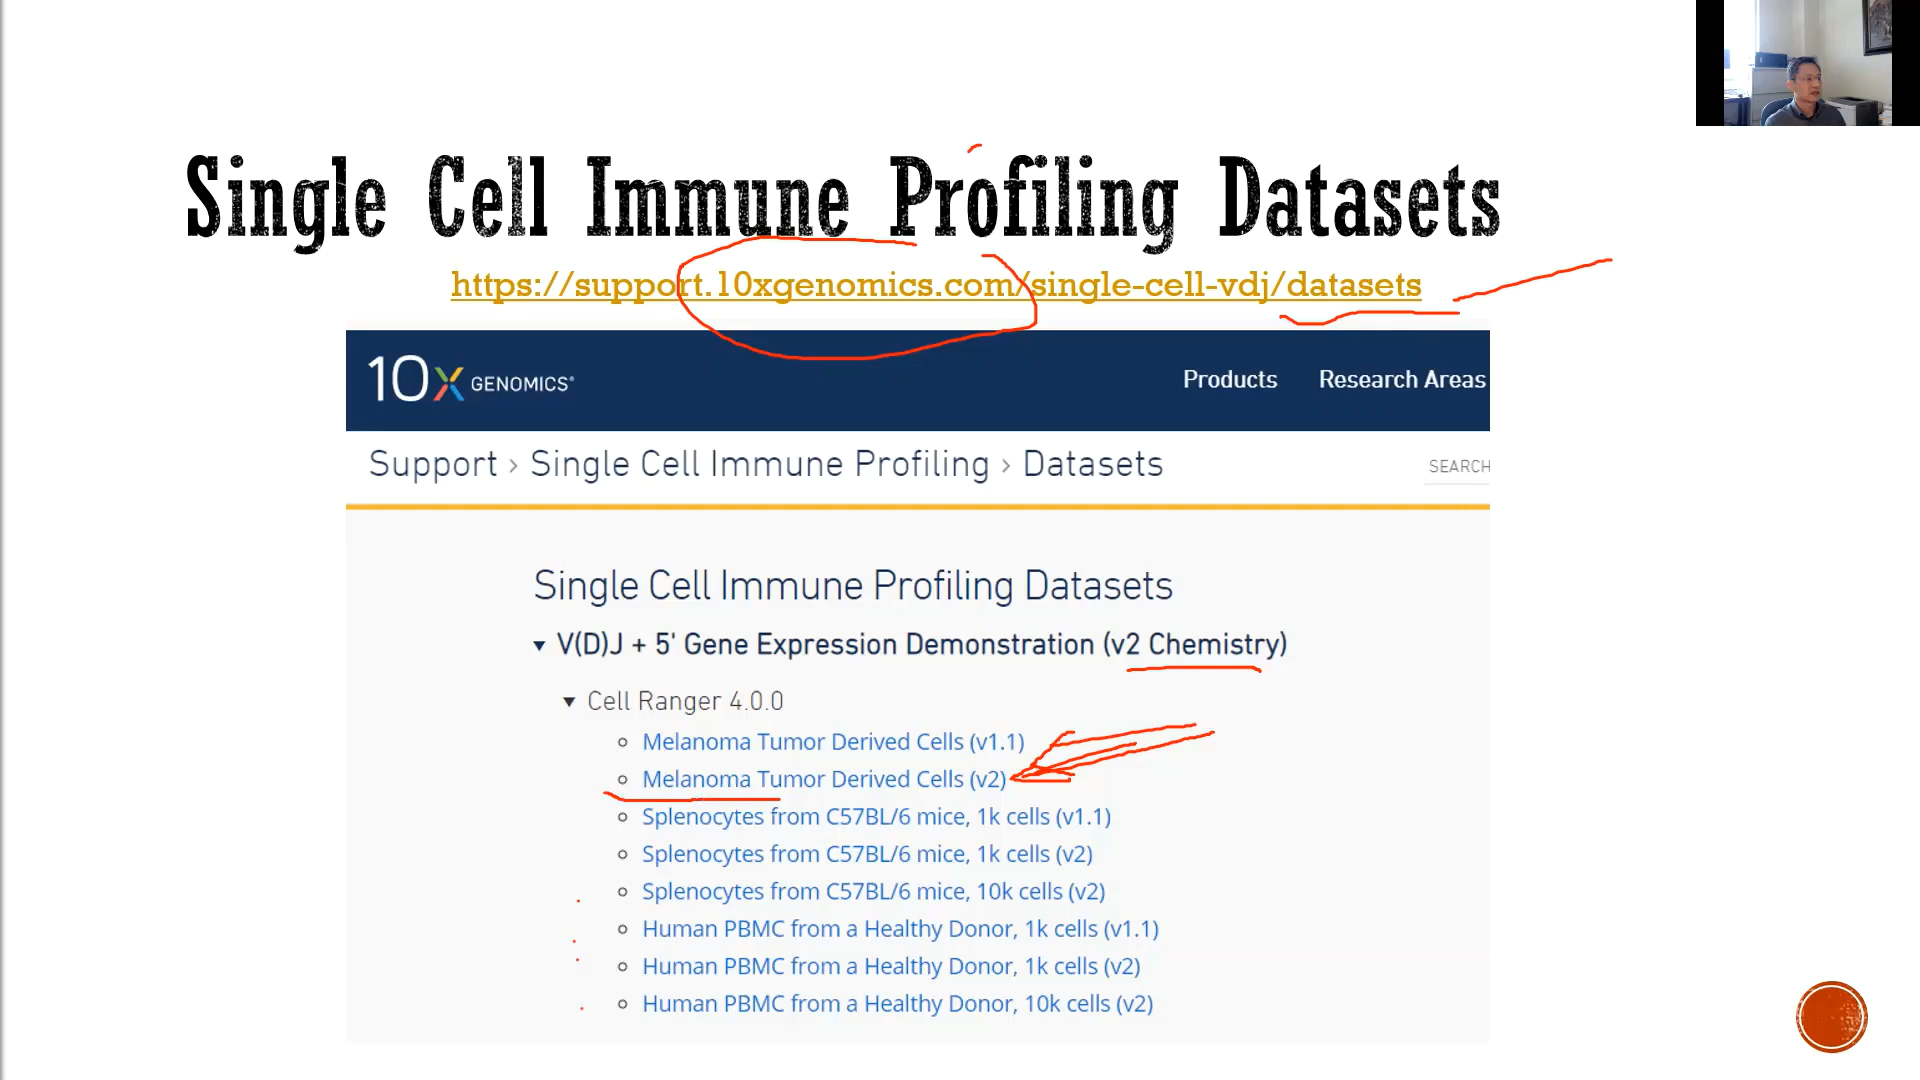 Single Cell Immune Profiling Datasets
https://support.10xgenomics.com/single-cell-vdj/datasets
10x GENOMICS®
Products Research Areas
Support › Single Cell Immune Profiling › Datasets
SEARCH
Single Cell Immune Profiling Datasets
V(D)J + 5' Gene Expression Demonstration (v2 Chemistry)
Cell Ranger 4.0.0
Melanoma Tumor Derived Cells (v1.1)
Melanoma Tumor Derived Cells (v2)
Splenocytes from C57BL/6 mice, 1k cells (v1.1)
Splenocytes from C57BL/6 mice, 1k cells (v2)
Splenocytes from C57BL/6 mice, 10k cells (v2)
Human PBMC from a Healthy Donor, 1k cells (v1.1)
Human PBMC from a Healthy Donor, 1k cells (v2)
Human PBMC from a Healthy Donor, 10k cells (v2)